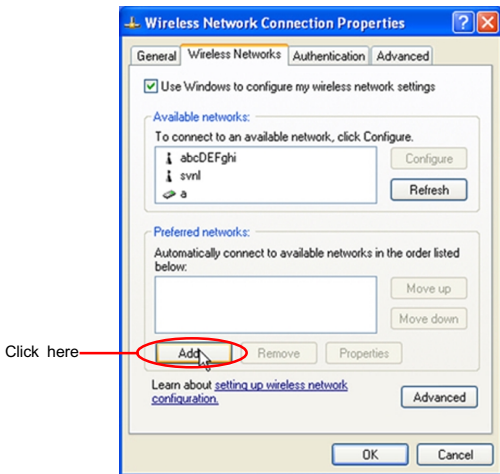 Wireless Network Connection Properties
General Wireless Networks Authentication Advanced
Use Windows to configure my wireless network settings
Available networks:
To connect to an available network, click Configure.
abcDEFghi
svnl
a
Configure
Refresh
Preferred networks:
Automatically connect to available networks in the order listed
below:
Move up
Move down
Click here
Add Remove Properties
Learn about setting up wireless network
configuration.
Advanced
OK Cancel